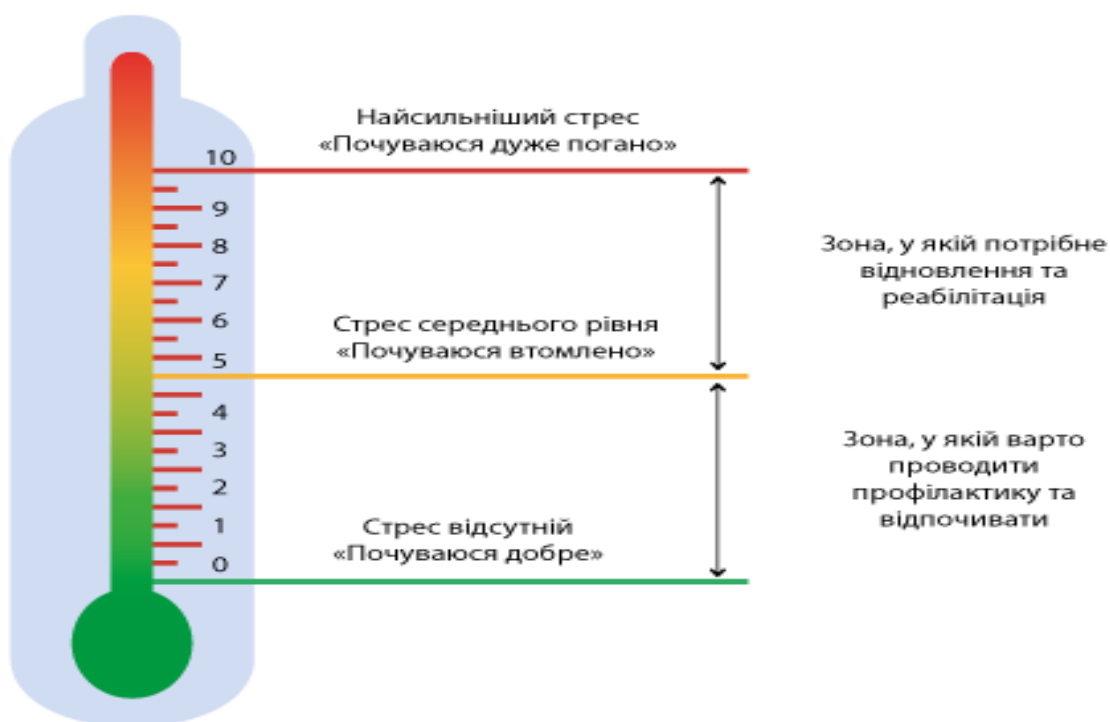 Найсильніший стрес
«Почуваюся дуже погано»
10
9
8
7
6
5
4
3
2
1
0
Стрес середнього рівня
«Почуваюся втомлено»
Стрес відсутній
«Почуваюся добре»
Зона, у якій потрібне
відновлення та
реабілітація
Зона, у якій варто
проводити
профілактику та
відпочивати